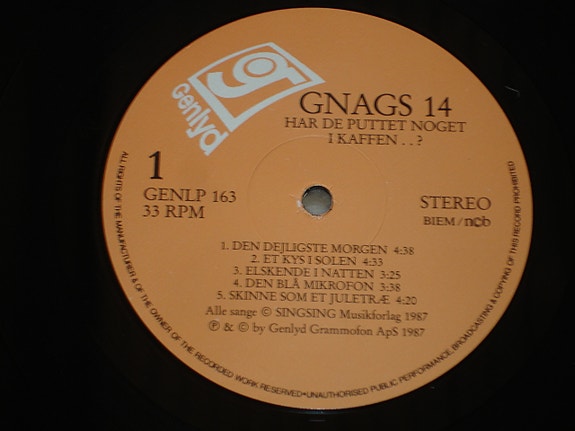 g
Genlyd
GNAGS 14
HAR DE PUTTET NOGET
I KAFFEN . . ?
1
GENLP 163
33 RPM
STEREO
BIEM / ncb
1. DEN DEJLIGSTE MORGEN 4:38
2. ET KYS I SOLEN 4:33
3. ELSKENDE I NATTEN 3:25
4. DEN BLÅ MIKROFON 3:38
5. SKINNE SOM ET JULETRÆ 4:20
Alle sange © SINGSING Musikforlag 1987
℗ & © by Genlyd Grammofon ApS 1987
ALL RIGHTS OF THE MANUFACTURER & OF THE OWNER OF THE RECORDED WORK RESERVED•UNAUTHORISED PUBLIC PERFORMANCE, BROADCASTING & COPYING OF THIS RECORD PROHIBITED